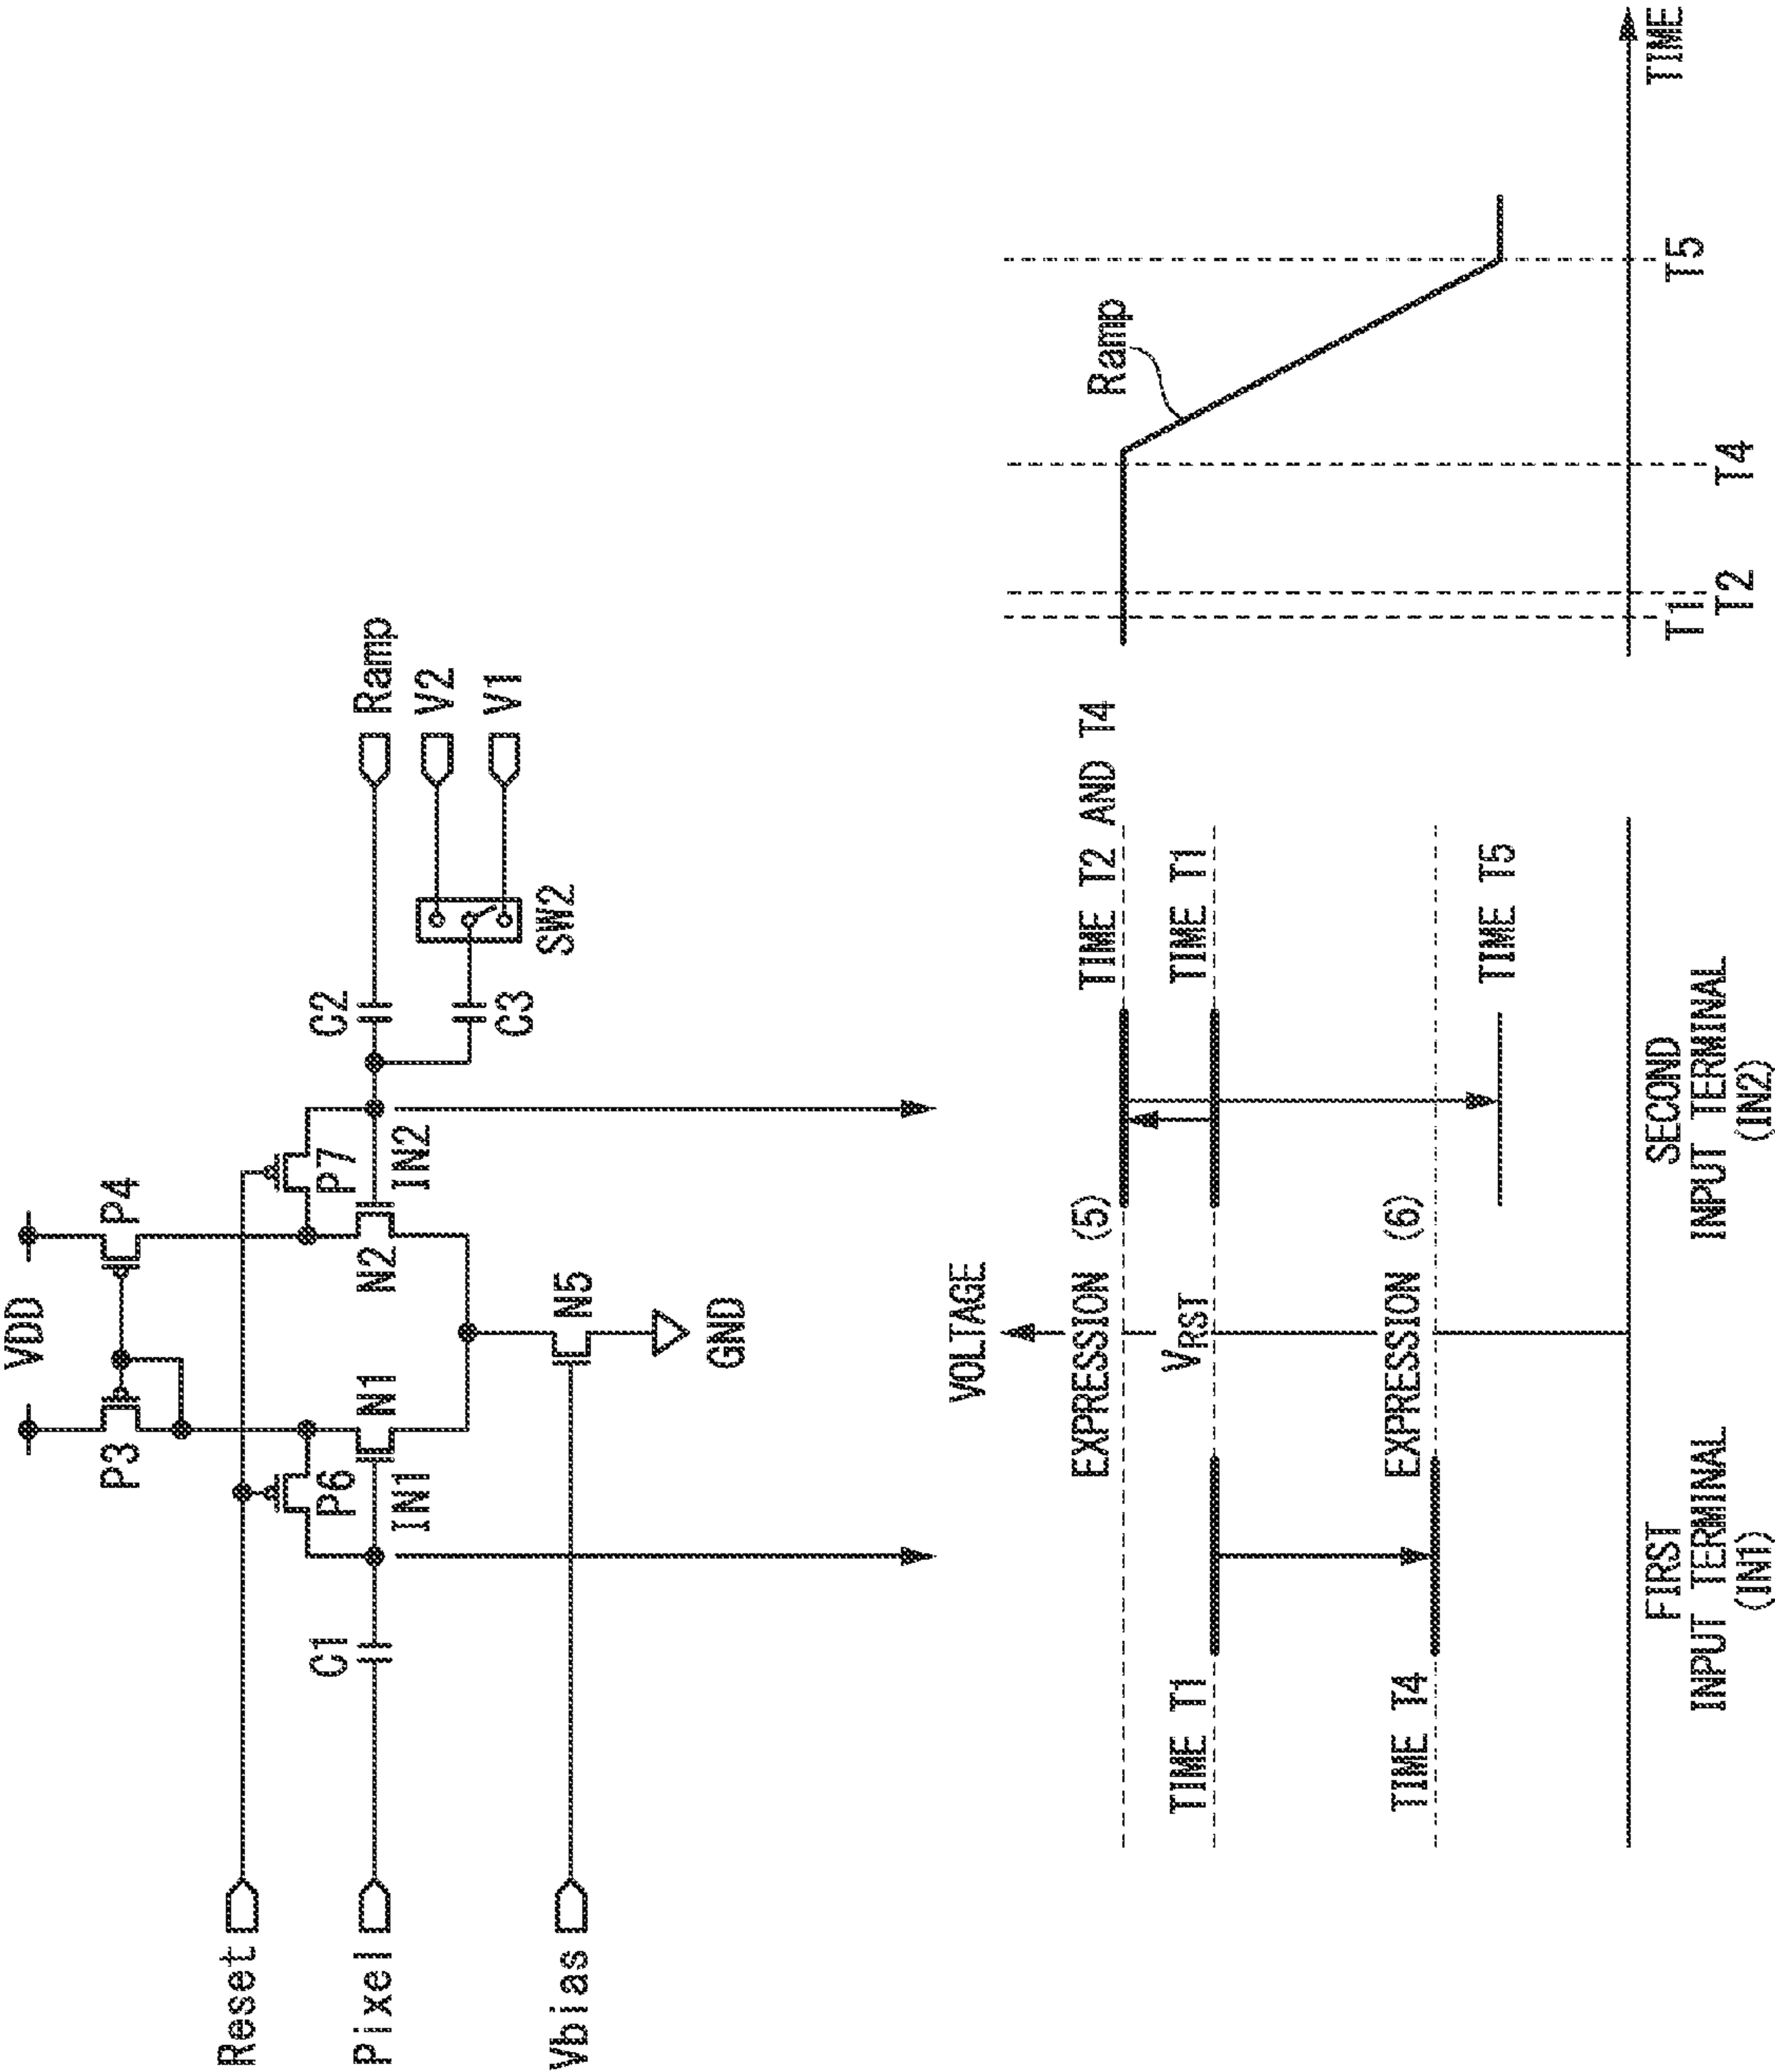 VDD
P3
P4
Reset
P6
P7
C1
N1
N2
C2
Ramp
Pixel
IN1
IN2
V2
V1
C3
SW2
Vbias
N5
GND
VOLTAGE
EXPRESSION (5)
TIME T2 AND T4
TIME T1
VRST
TIME T1
TIME T4
EXPRESSION (6)
TIME T5
FIRST
INPUT TERMINAL
(IN1)
SECOND
INPUT TERMINAL
(IN2)
Ramp
T1
T2
T4
T5
TIME